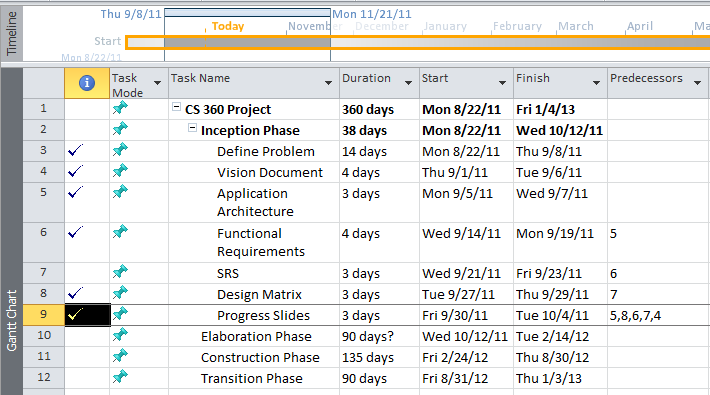 Thu 9/8/11 Mon 11/21/11
Today November December January February March April Ma
Start
Mon 8/22/11
Timeline
Task Mode Task Name Duration Start Finish Predecessors
1 CS 360 Project 360 days Mon 8/22/11 Fri 1/4/13
2 Inception Phase 38 days Mon 8/22/11 Wed 10/12/11
3 Define Problem 14 days Mon 8/22/11 Thu 9/8/11
4 Vision Document 4 days Thu 9/1/11 Tue 9/6/11
5 Application Architecture 3 days Mon 9/5/11 Wed 9/7/11
6 Functional Requirements 4 days Wed 9/14/11 Mon 9/19/11 5
7 SRS 3 days Wed 9/21/11 Fri 9/23/11 6
8 Design Matrix 3 days Tue 9/27/11 Thu 9/29/11 7
9 Progress Slides 3 days Fri 9/30/11 Tue 10/4/11 5,8,6,7,4
10 Elaboration Phase 90 days? Wed 10/12/11 Tue 2/14/12
11 Construction Phase 135 days Fri 2/24/12 Thu 8/30/12
12 Transition Phase 90 days Fri 8/31/12 Thu 1/3/13
Gantt Chart